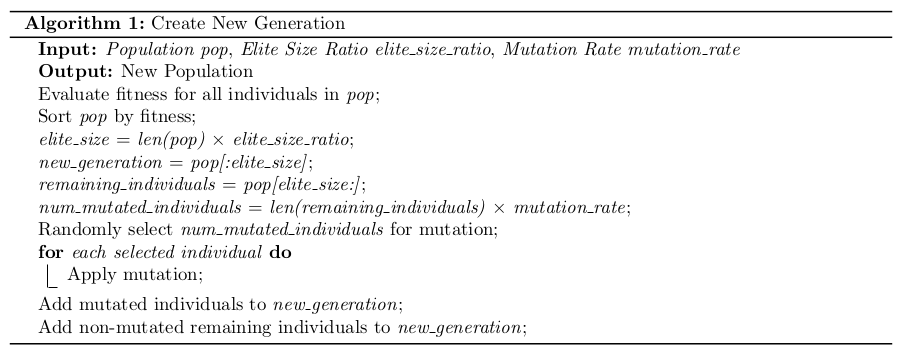 Algorithm 1: Create New Generation
Input: Population pop, Elite Size Ratio elite_size_ratio, Mutation Rate mutation_rate
Output: New Population
Evaluate fitness for all individuals in pop;
Sort pop by fitness;
elite_size = len(pop) × elite_size_ratio;
new_generation = pop[:elite_size];
remaining_individuals = pop[elite_size:];
num_mutated_individuals = len(remaining_individuals) × mutation_rate;
Randomly select num_mutated_individuals for mutation;
for each selected individual do
Apply mutation;
Add mutated individuals to new_generation;
Add non-mutated remaining individuals to new_generation;